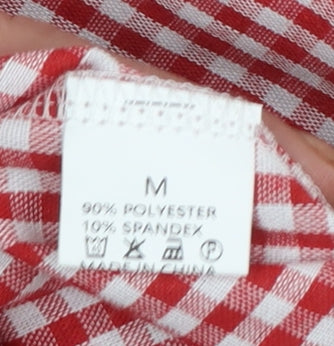 M
90% POLYESTER
10% SPANDEX
MADE IN CHINA